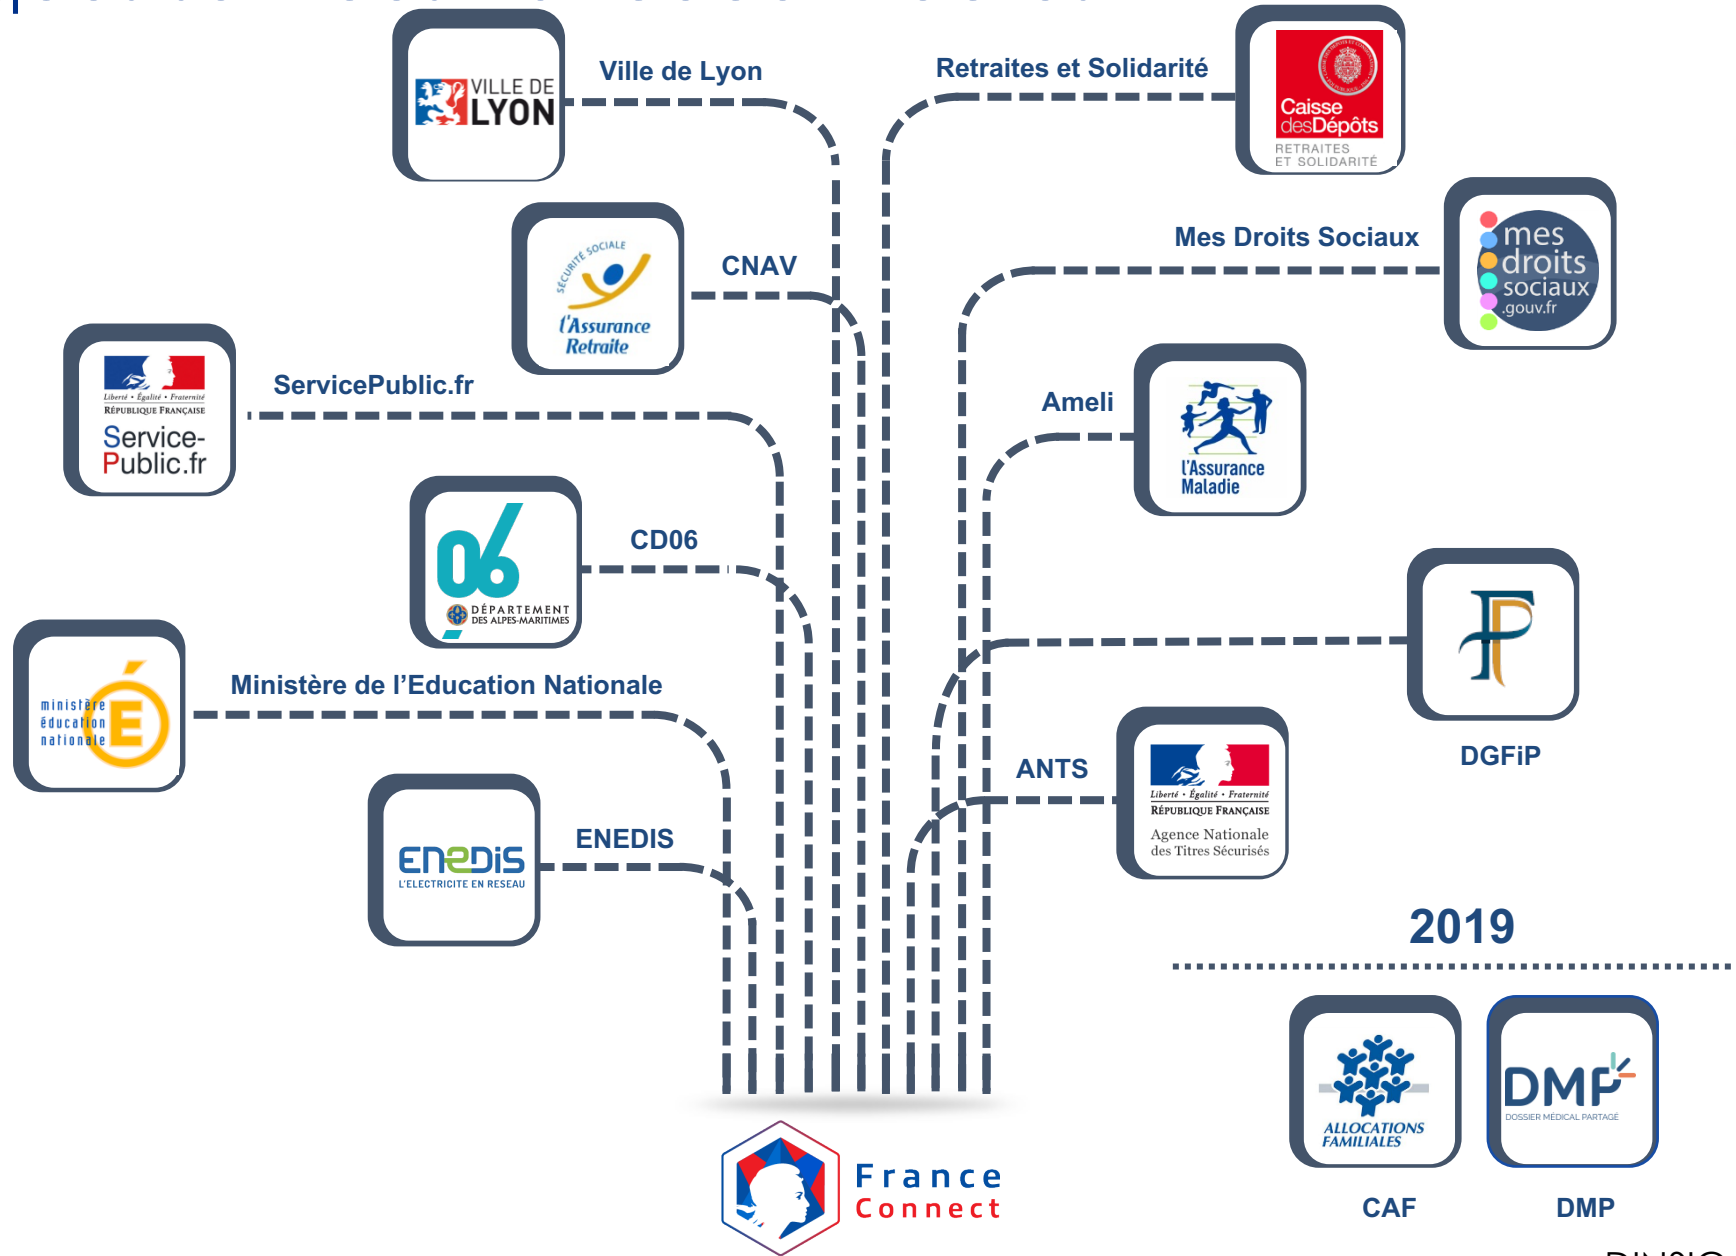 VILLE DE
LYON
Ville de Lyon
Retraites et Solidarité
Caisse
desDépôts
RETRAITES
ET SOLIDARITÉ
SÉCURITÉ SOCIALE
l'Assurance
Retraite
CNAV
Mes Droits Sociaux
mes
droits
sociaux
.gouv.fr
Liberté • Égalité • Fraternité
RÉPUBLIQUE FRANÇAISE
Service-
Public.fr
ServicePublic.fr
Ameli
l'Assurance
Maladie
06
DÉPARTEMENT
DES ALPES-MARITIMES
CD06
DGFiP
ministère
éducation
nationale
É
Ministère de l’Education Nationale
ANTS
Liberté • Égalité • Fraternité
RÉPUBLIQUE FRANÇAISE
Agence Nationale
des Titres Sécurisés
enedis
L'ELECTRICITE EN RESEAU
ENEDIS
2019
ALLOCATIONS
FAMILIALES
CAF
DMP
DOSSIER MÉDICAL PARTAGÉ
DMP
France
Connect